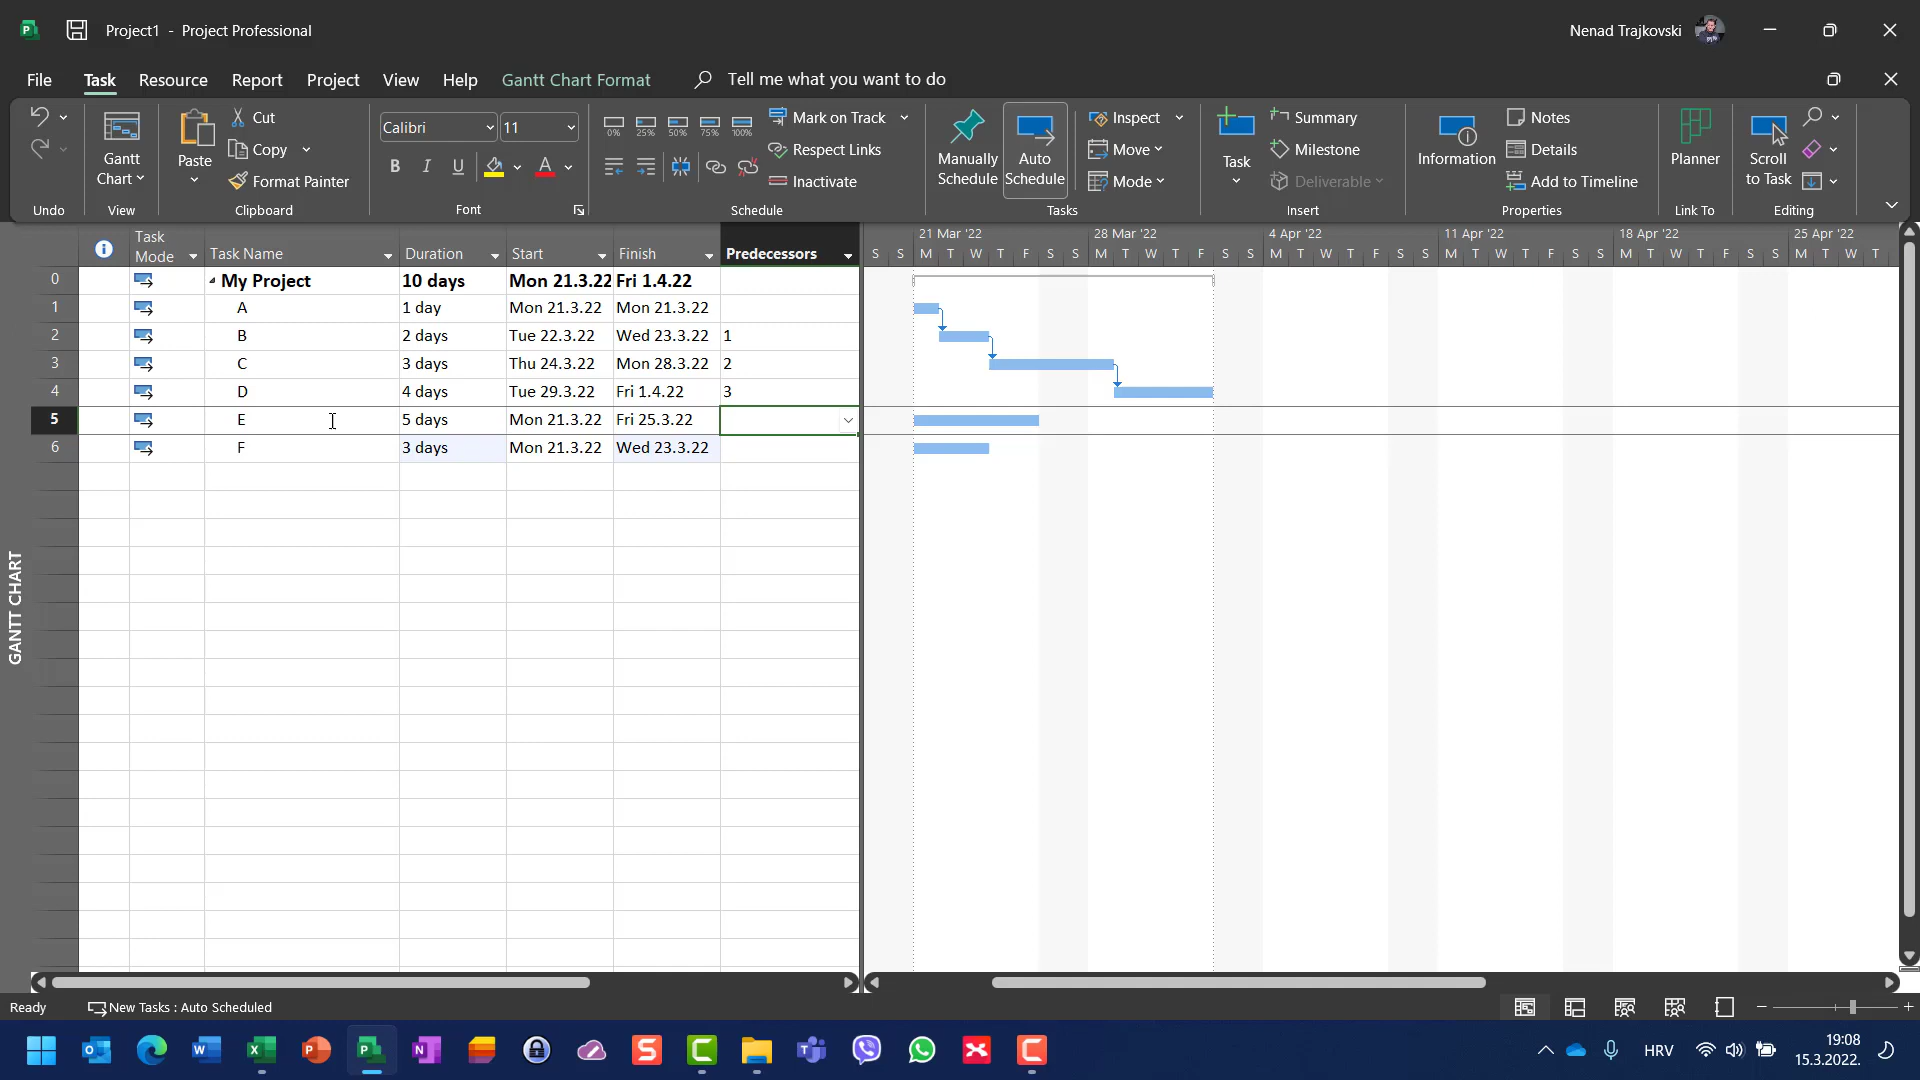 Project1 - Project Professional
Nenad Trajkovski
File Task Resource Report Project View Help Gantt Chart Format Tell me what you want to do
Gantt Chart
Paste
Cut
Copy
Format Painter
Calibri 11
B I U A
0% 25% 50% 75% 100%
Mark on Track
Respect Links
Inactivate
Manually Schedule
Auto Schedule
Inspect
Move
Mode
Task
Summary
Milestone
Deliverable
Information
Notes
Details
Add to Timeline
Planner
Scroll to Task
Undo View Clipboard Font Schedule Tasks Insert Properties Link To Editing
Task Mode Task Name Duration Start Finish Predecessors
21 Mar '22 28 Mar '22 4 Apr '22 11 Apr '22 18 Apr '22 25 Apr '22
S S M T W T F S S M T W T F S S M T W T F S S M T W T F S S M T W T F S S M T W T
0 My Project 10 days Mon 21.3.22 Fri 1.4.22
1 A 1 day Mon 21.3.22 Mon 21.3.22
2 B 2 days Tue 22.3.22 Wed 23.3.22 1
3 C 3 days Thu 24.3.22 Mon 28.3.22 2
4 D 4 days Tue 29.3.22 Fri 1.4.22 3
5 E 5 days Mon 21.3.22 Fri 25.3.22
6 F 3 days Mon 21.3.22 Wed 23.3.22
GANTT CHART
Ready New Tasks : Auto Scheduled
HRV
19:08
15.3.2022.